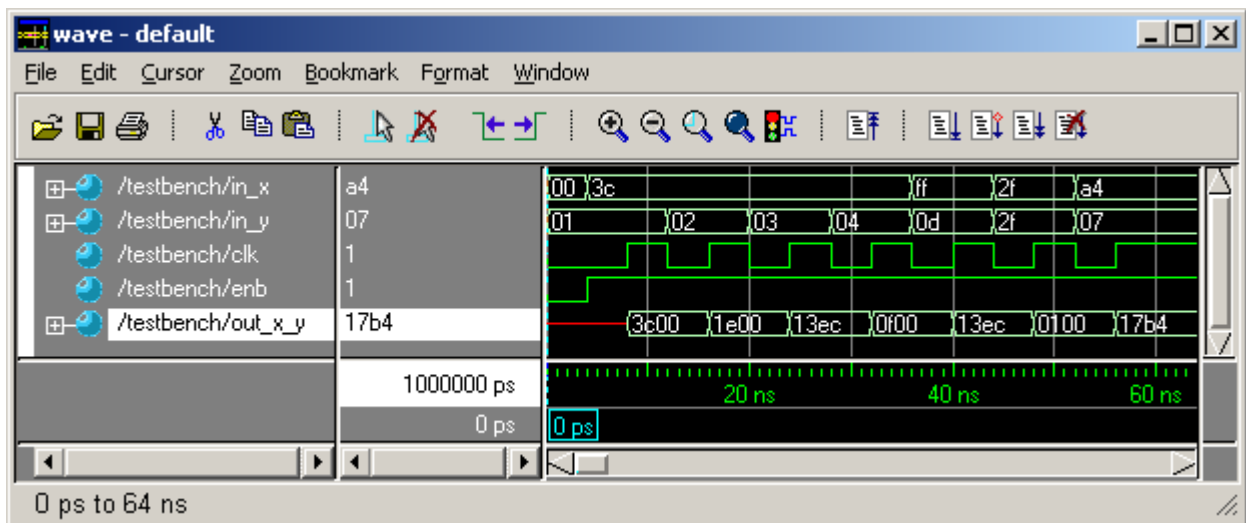 wave - default
File Edit Cursor Zoom Bookmark Format Window
/testbench/in_x a4 00 3c ff 2f a4
/testbench/in_y 07 01 02 03 04 0d 2f 07
/testbench/clk 1
/testbench/enb 1
/testbench/out_x_y 17b4 3c00 1e00 13ec 0f00 13ec 0100 17b4
1000000 ps 20 ns 40 ns 60 ns
0 ps 0 ps
0 ps to 64 ns